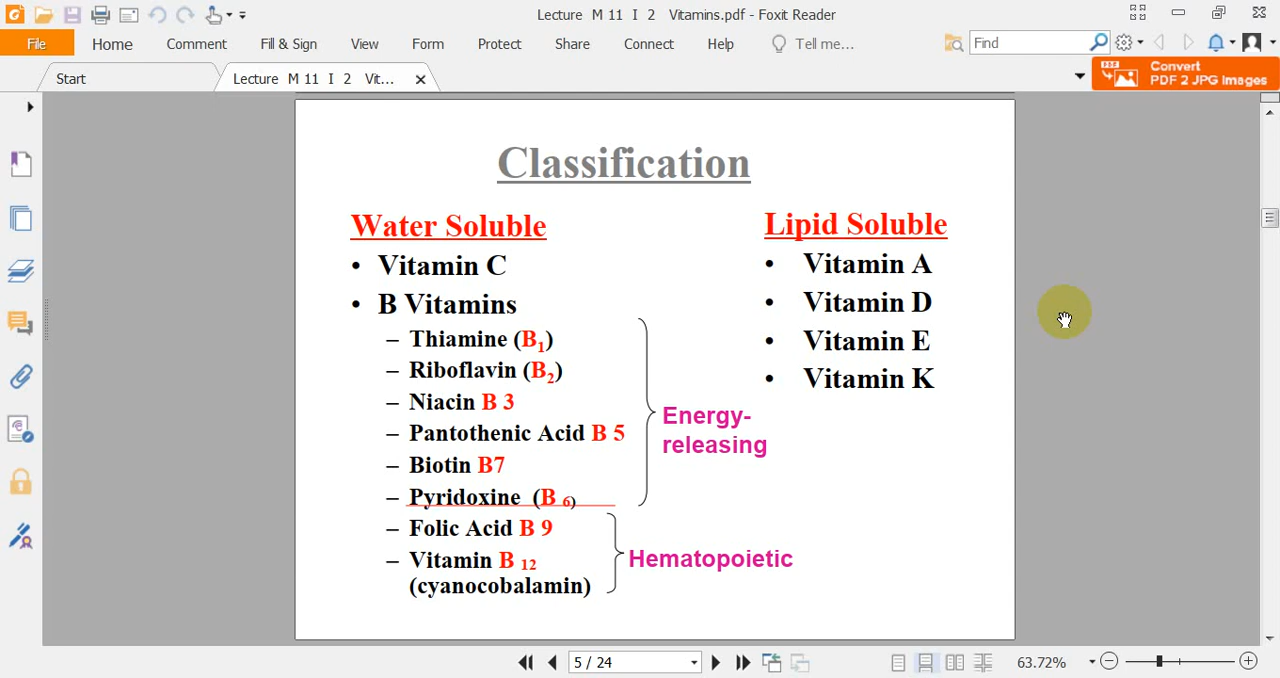 Lecture M 11 I 2 Vitamins.pdf - Foxit Reader
File Home Comment Fill & Sign View Form Protect Share Connect Help Tell me... Find
Start
Lecture M 11 I 2 Vit...
Convert
PDF 2 JPG Images
Classification
Water Soluble
• Vitamin C
• B Vitamins
– Thiamine (B1)
– Riboflavin (B2)
– Niacin B 3
– Pantothenic Acid B 5
– Biotin B7
– Pyridoxine (B 6)
– Folic Acid B 9
– Vitamin B 12
(cyanocobalamin)
Energy-
releasing
Hematopoietic
Lipid Soluble
• Vitamin A
• Vitamin D
• Vitamin E
• Vitamin K
5 / 24
63.72%